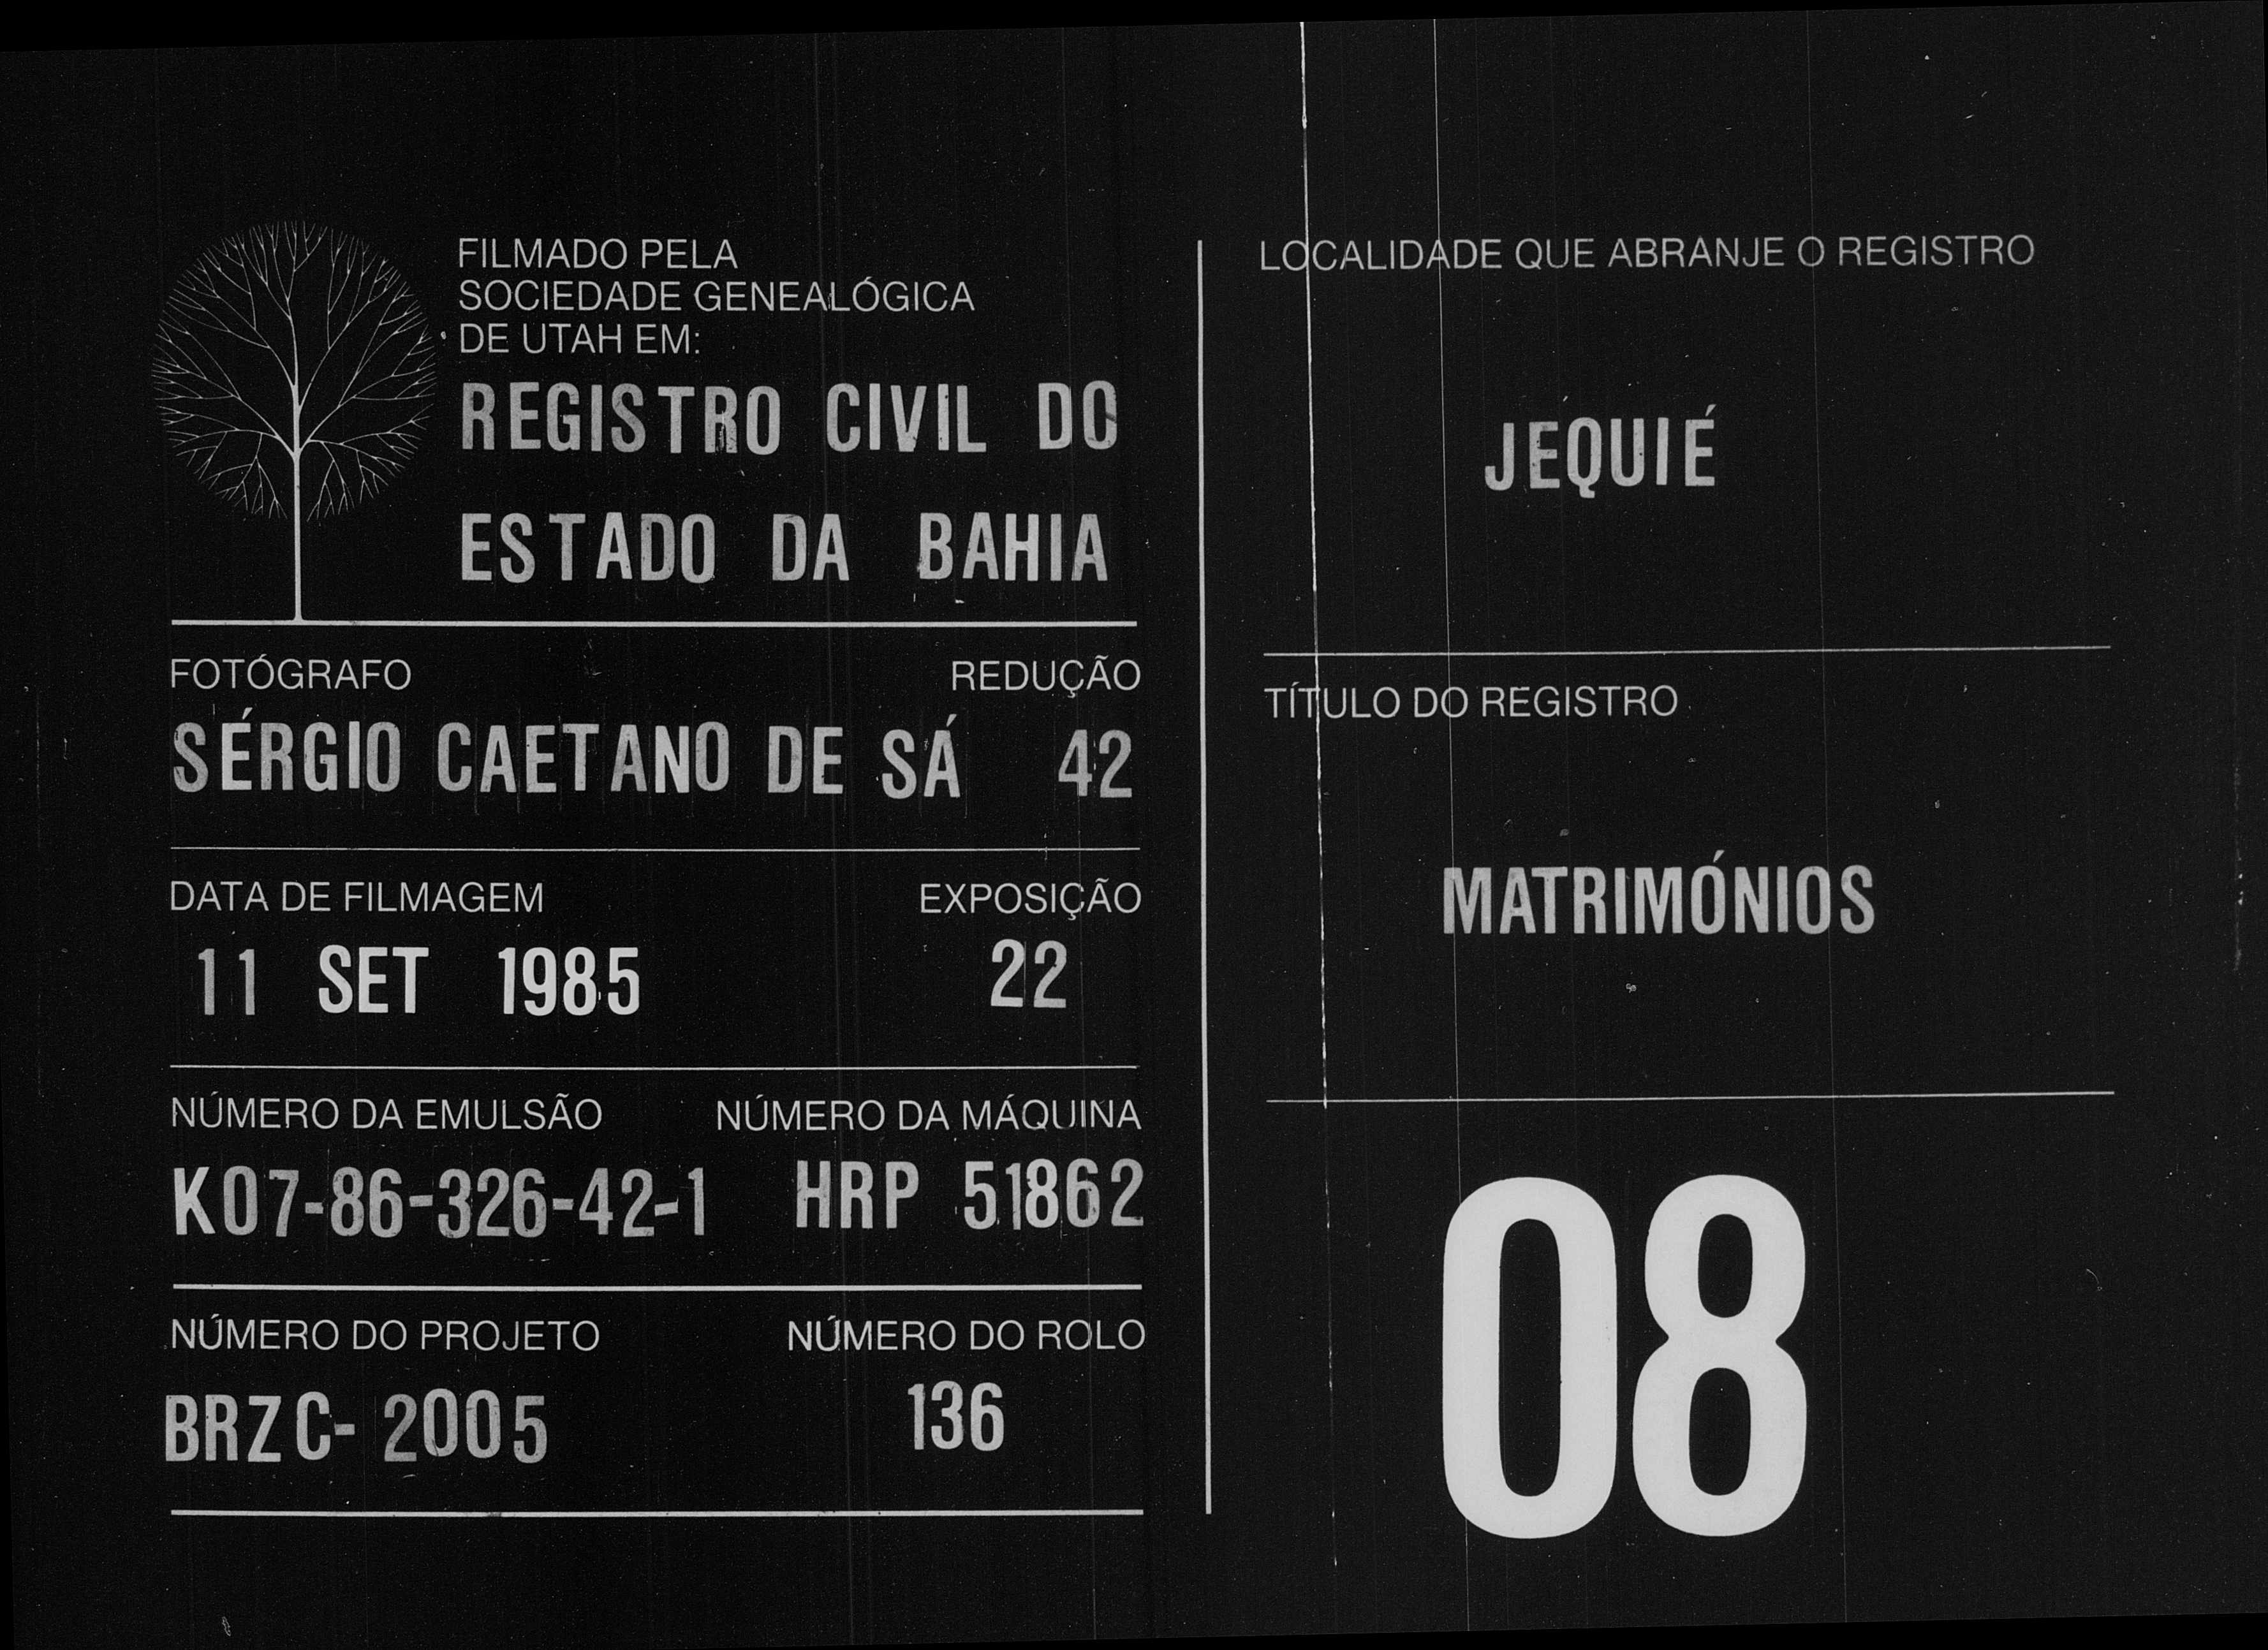 FILMADO PELA
SOCIEDADE GENEALÓGICA
DE UTAH EM:
REGISTRO CIVIL DO
ESTADO DA BAHIA
FOTÓGRAFO REDUÇÃO
SÉRGIO CAETANO DE SÁ 42
DATA DE FILMAGEM EXPOSIÇÃO
11 SET 1985 22
NÚMERO DA EMULSÃO NÚMERO DA MÁQUINA
K07-86-326-42-1 HRP 51862
NÚMERO DO PROJETO NÚMERO DO ROLO
BRZC-2005 136
LOCALIDADE QUE ABRANJE O REGISTRO
JEQUIÉ
TÍTULO DO REGISTRO
MATRIMÓNIOS
08